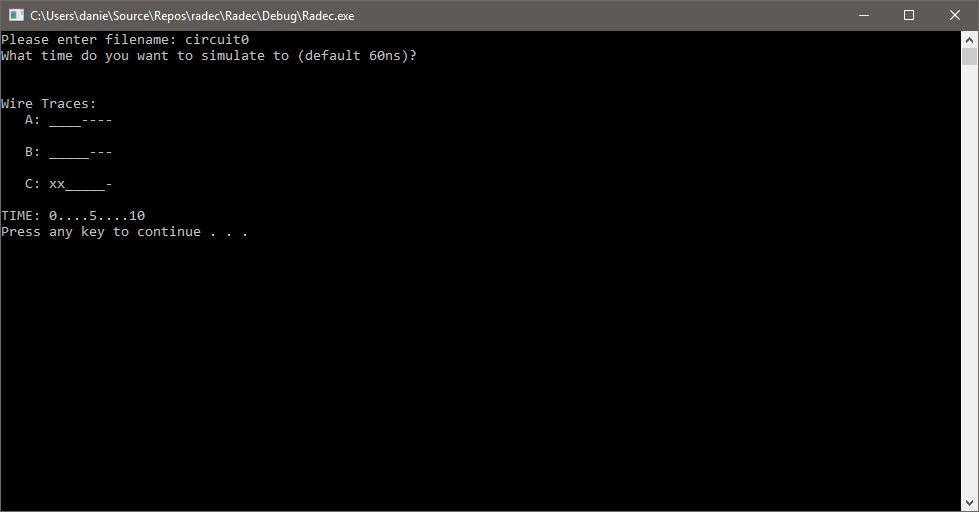 C:\Users\danie\Source\Repos\radec\Radec\Debug\Radec.exe
Please enter filename: circuit0
What time do you want to simulate to (default 60ns)?
Wire Traces:
A: ____----
B: _____---
C: xx_____-
TIME: 0....5....10
Press any key to continue . . .